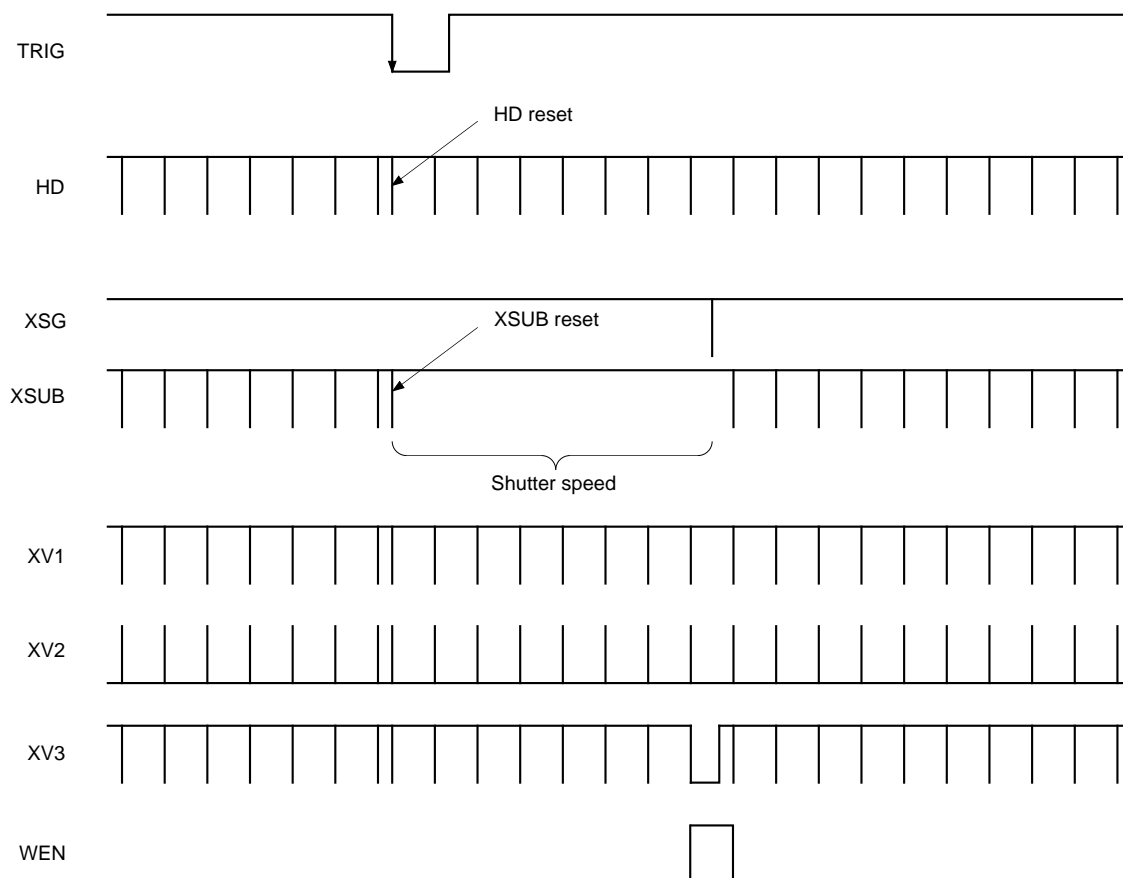 TRIG
HD reset
HD
XSG
XSUB reset
XSUB
Shutter speed
XV1
XV2
XV3
WEN